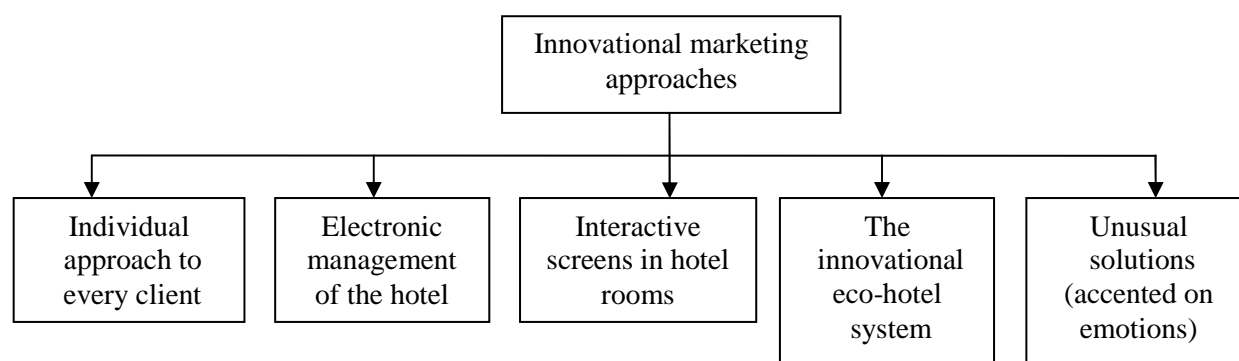 Innovational marketing
approaches
Individual
approach to
every client
Electronic
management
of the hotel
Interactive
screens in hotel
rooms
The
innovational
eco-hotel
system
Unusual
solutions
(accented on
emotions)